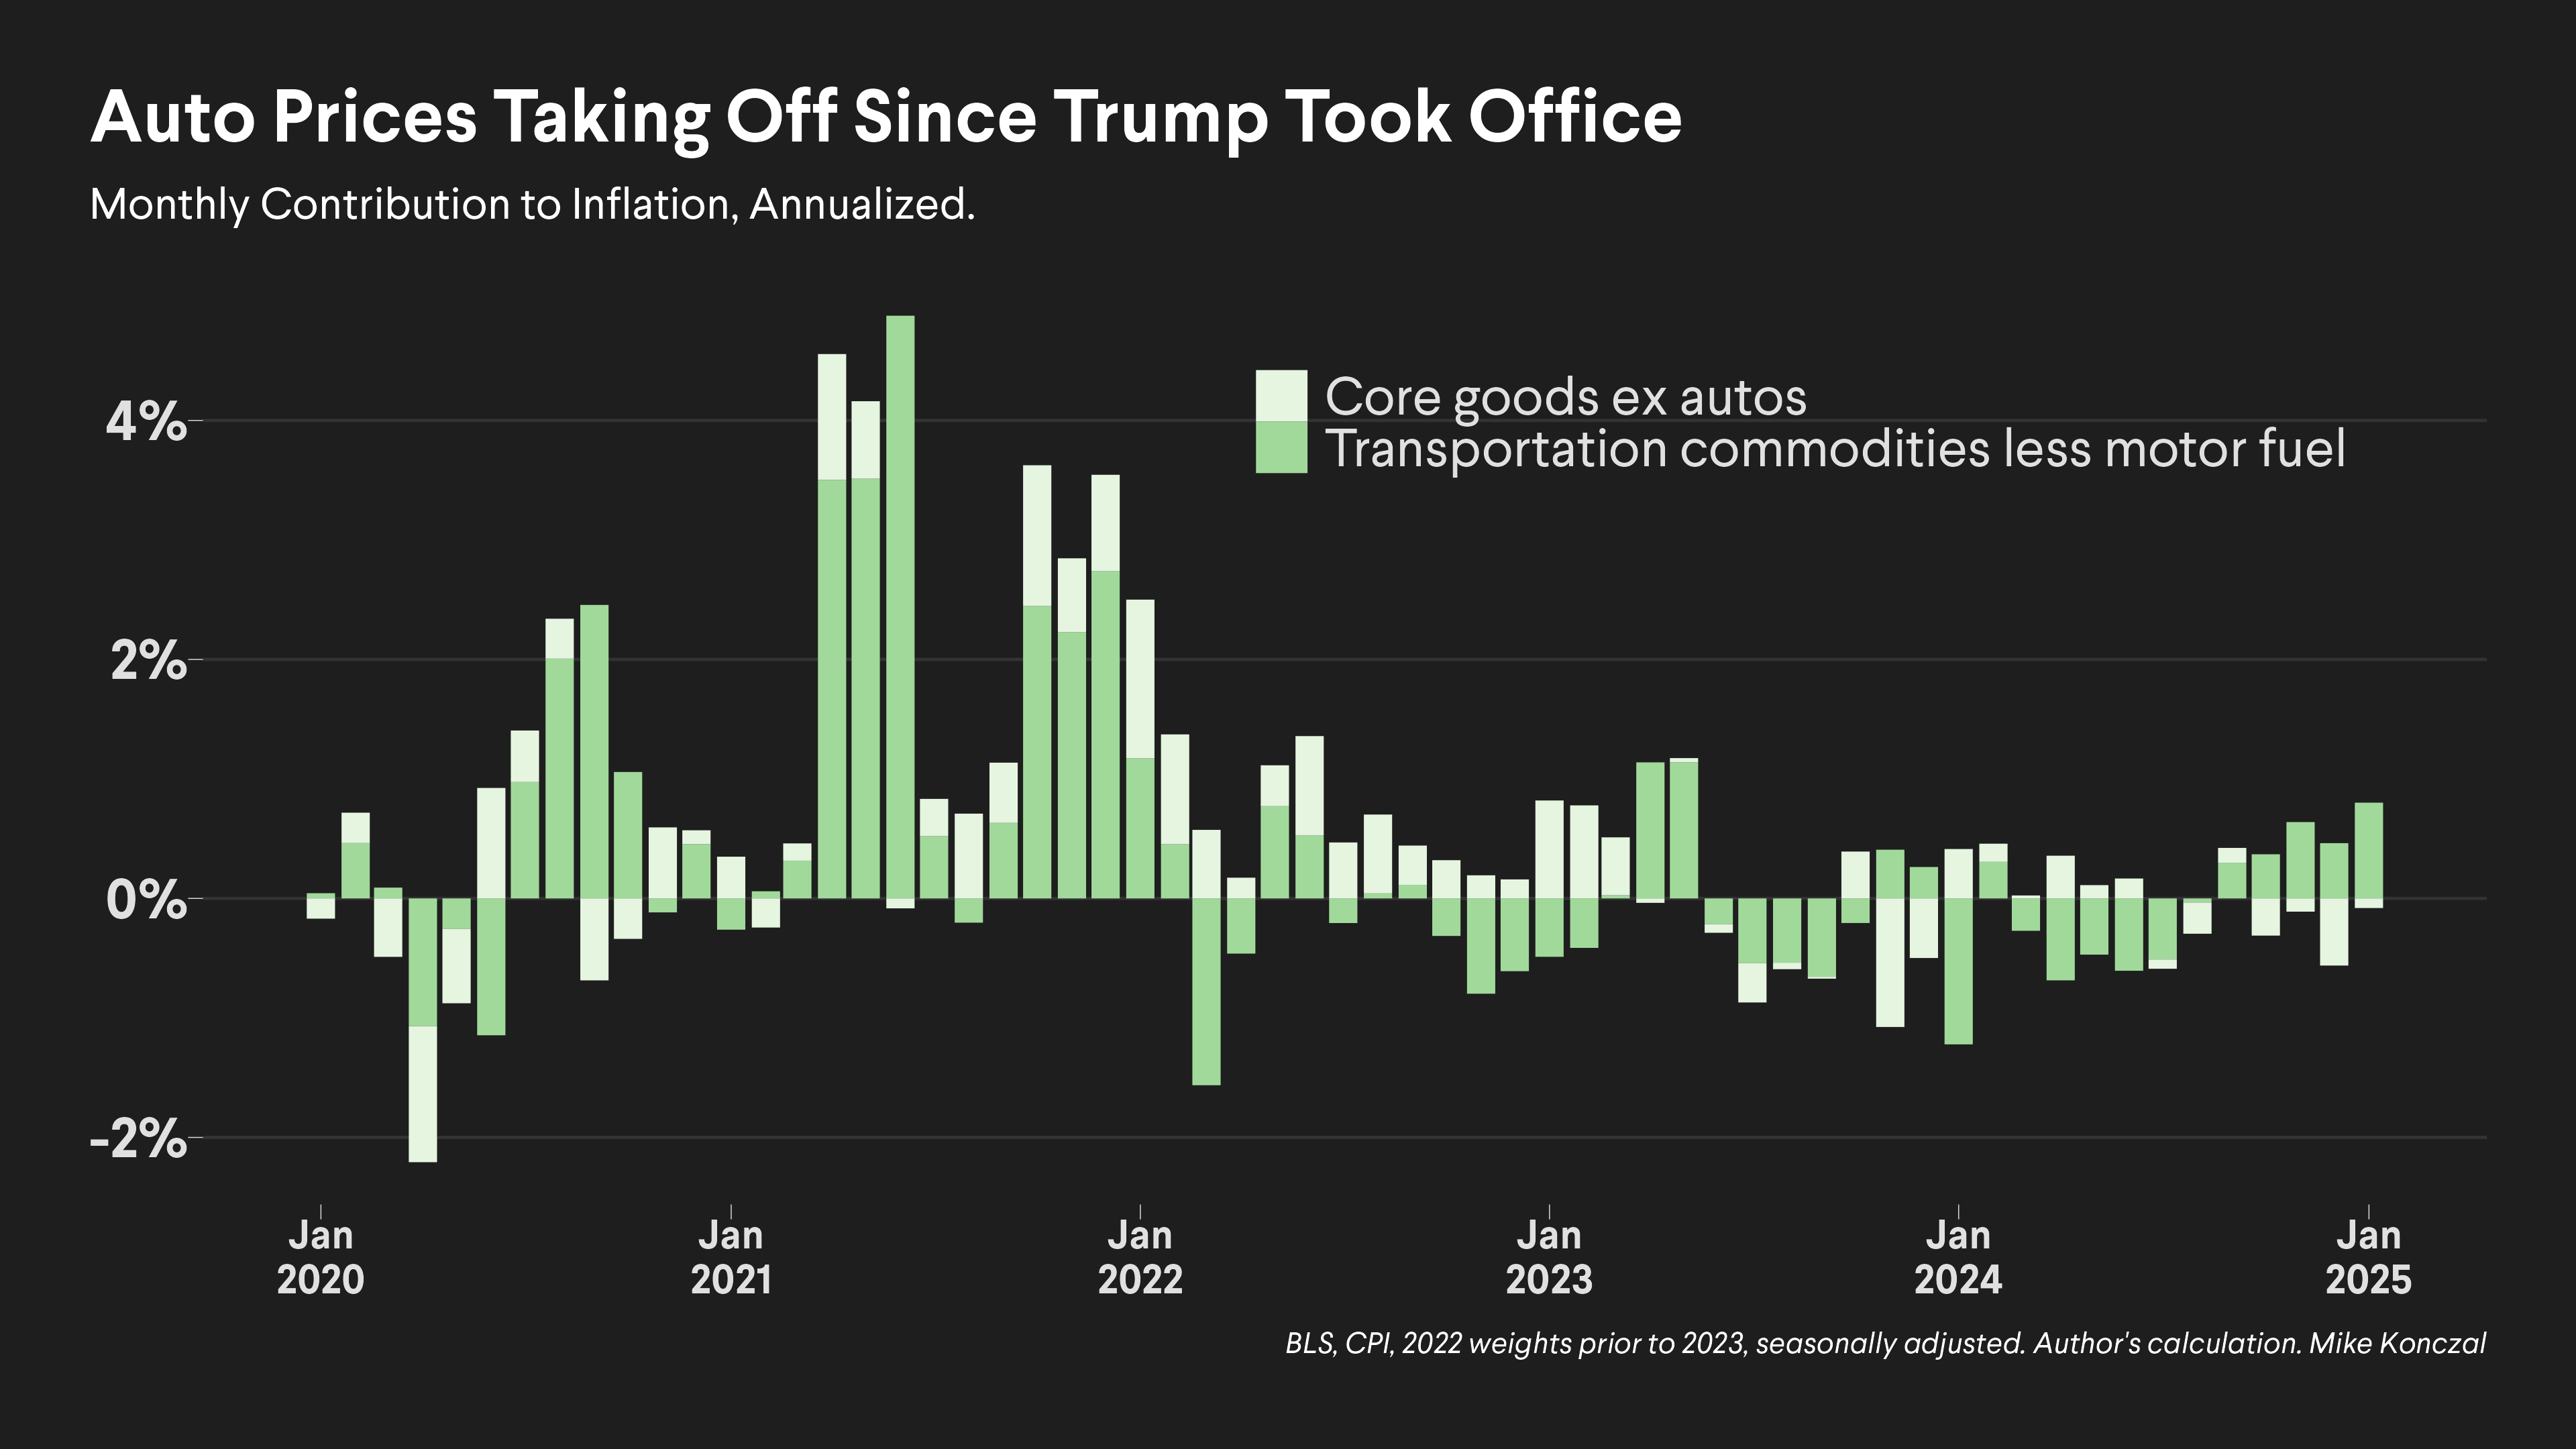 Auto Prices Taking Off Since Trump Took Office
Monthly Contribution to Inflation, Annualized.
Core goods ex autos
Transportation commodities less motor fuel
4%
2%
0%
-2%
Jan
2020
Jan
2021
Jan
2022
Jan
2023
Jan
2024
Jan
2025
BLS, CPI, 2022 weights prior to 2023, seasonally adjusted. Author's calculation. Mike Konczal